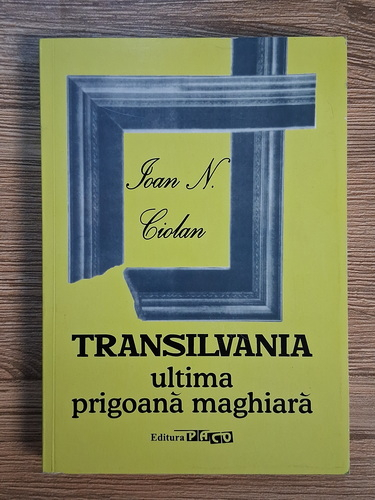 Ioan N.
Ciolan
TRANSILVANIA
ultima
prigoană maghiară
Editura PACO